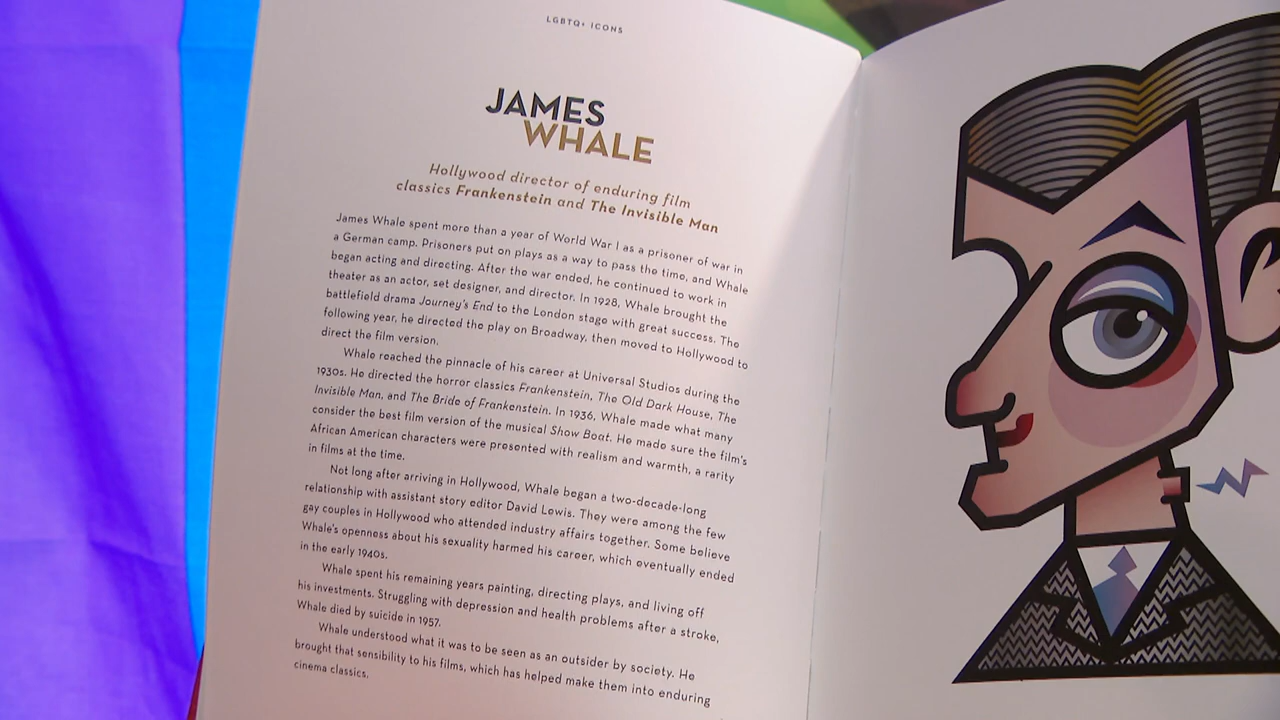 LGBTQ+ ICONS
JAMES
WHALE
Hollywood director of enduring film
classics Frankenstein and The Invisible Man
James Whale spent more than a year of World War I as a prisoner of war in
a German camp. Prisoners put on plays as a way to pass the time, and Whale
began acting and directing. After the war ended, he continued to work in
theater as an actor, set designer, and director. In 1928, Whale brought the
battlefield drama Journey's End to the London stage with great success. The
following year, he directed the play on Broadway, then moved to Hollywood to
direct the film version.
Whale reached the pinnacle of his career at Universal Studios during the
1930s. He directed the horror classics Frankenstein, The Old Dark House, The
Invisible Man, and The Bride of Frankenstein. In 1936, Whale made what many
consider the best film version of the musical Show Boat. He made sure the film's
African American characters were presented with realism and warmth, a rarity
in films at the time.
Not long after arriving in Hollywood, Whale began a two-decade-long
relationship with assistant story editor David Lewis. They were among the few
gay couples in Hollywood who attended industry affairs together. Some believe
Whale's openness about his sexuality harmed his career, which eventually ended
in the early 1940s.
Whale spent his remaining years painting, directing plays, and living off
his investments. Struggling with depression and health problems after a stroke,
Whale died by suicide in 1957.
Whale understood what it was to be seen as an outsider by society. He
brought that sensibility to his films, which has helped make them into enduring
cinema classics.